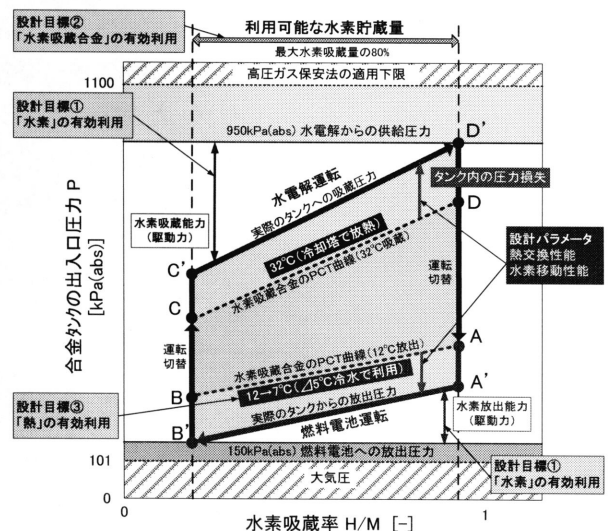 設計目標②
「水素吸蔵合金」の有効利用
利用可能な水素貯蔵量
最大水素吸蔵量の80%
高圧ガス保安法の適用下限
1100
設計目標①
「水素」の有効利用
950kPa(abs) 水電解からの供給圧力
D'
水電解運転
実際のタンクへの吸蔵圧力
タンク内の圧力損失
D
水素吸蔵能力
(駆動力)
32℃(冷却塔で放熱)
水素吸蔵合金のPCT曲線(32℃吸蔵)
設計パラメータ
熱交換性能
水素移動性能
C'
C
運転
切替
運転
切替
合金タンクの出入口圧力 P
[kPa(abs)]
A
水素吸蔵合金のPCT曲線(12℃放出)
12→7℃(⊿5℃冷水で利用)
A'
B
実際のタンクからの放出圧力
燃料電池運転
水素放出能力
(駆動力)
設計目標③
「熱」の有効利用
B'
150kPa(abs) 燃料電池への放出圧力
設計目標①
「水素」の有効利用
101
大気圧
0
0
1
水素吸蔵率 H/M [-]